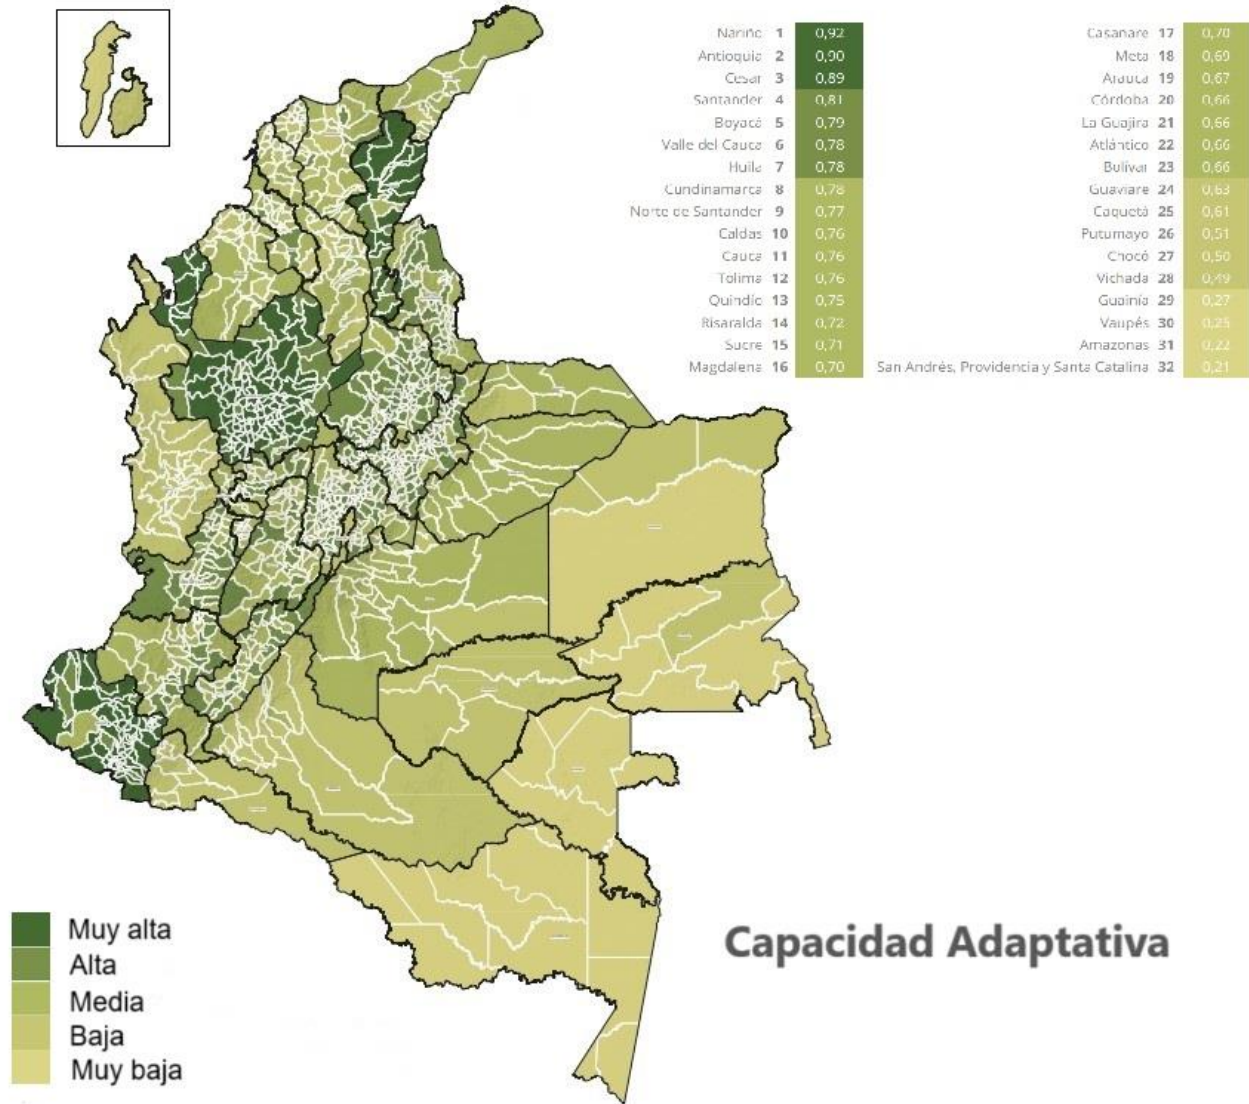 Nariño 1 0,92
Antioquia 2 0,90
Cesar 3 0,89
Santander 4 0,81
Boyacá 5 0,79
Valle del Cauca 6 0,78
Huila 7 0,78
Cundinamarca 8 0,78
Norte de Santander 9 0,77
Caldas 10 0,76
Cauca 11 0,76
Tolima 12 0,76
Quindío 13 0,75
Risaralda 14 0,72
Sucre 15 0,71
Magdalena 16 0,70
Casanare 17 0,70
Meta 18 0,69
Arauca 19 0,67
Córdoba 20 0,66
La Guajira 21 0,66
Atlántico 22 0,66
Bolívar 23 0,66
Guaviare 24 0,63
Caquetá 25 0,61
Putumayo 26 0,51
Chocó 27 0,50
Vichada 28 0,49
Guainía 29 0,27
Vaupés 30 0,25
Amazonas 31 0,22
San Andrés, Providencia y Santa Catalina 32 0,21
Muy alta
Alta
Media
Baja
Muy baja
Capacidad Adaptativa